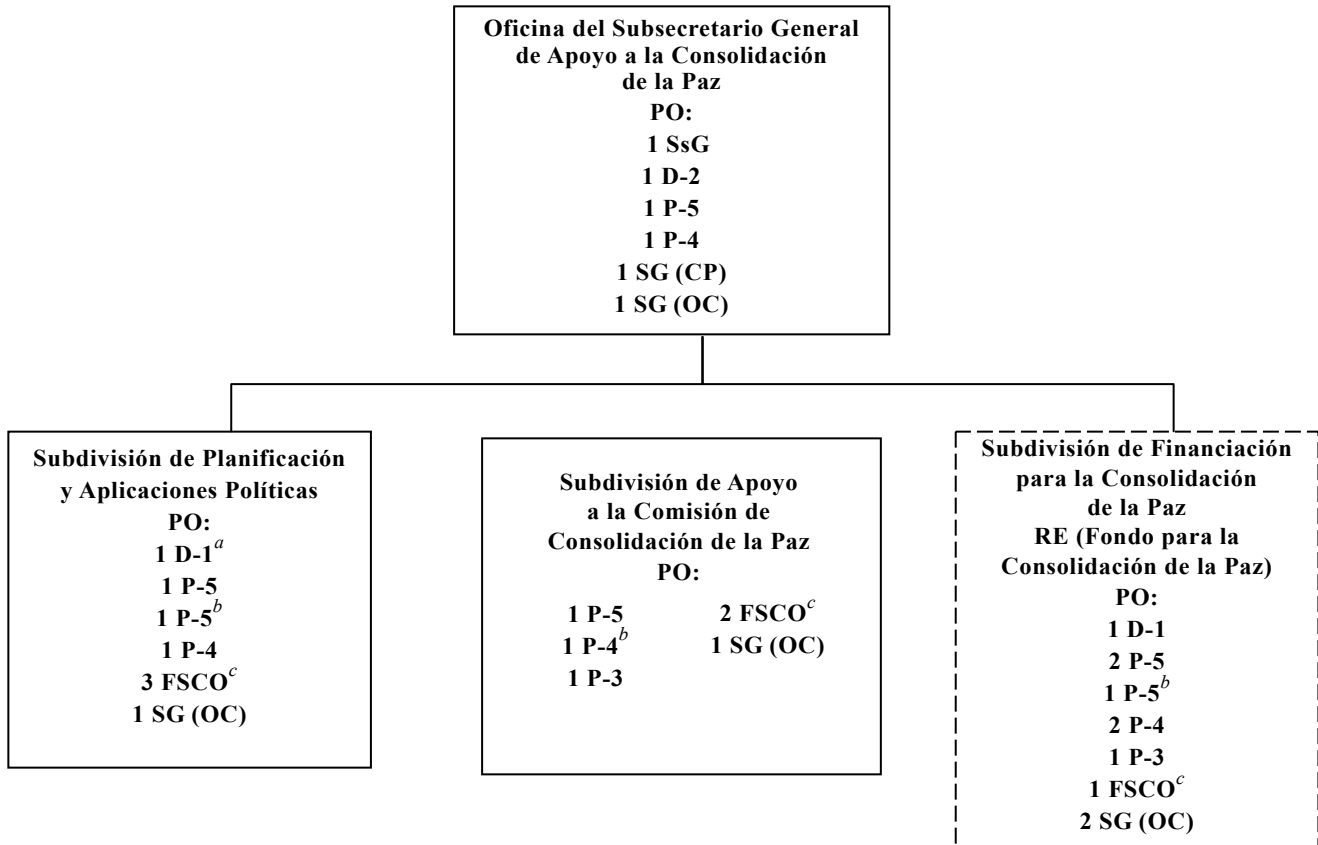 Oficina del Subsecretario General
de Apoyo a la Consolidación
de la Paz
PO:
1 SsG
1 D-2
1 P-5
1 P-4
1 SG (CP)
1 SG (OC)
Subdivisión de Planificación
y Aplicaciones Políticas
PO:
1 D-1a
1 P-5
1 P-5b
1 P-4
3 FSCOc
1 SG (OC)
Subdivisión de Apoyo
a la Comisión de
Consolidación de la Paz
PO:
1 P-5
1 P-4b
1 P-3
2 FSCOc
1 SG (OC)
Subdivisión de Financiación
para la Consolidación
de la Paz
RE (Fondo para la
Consolidación de la Paz)
PO:
1 D-1
2 P-5
1 P-5b
2 P-4
1 P-3
1 FSCOc
2 SG (OC)